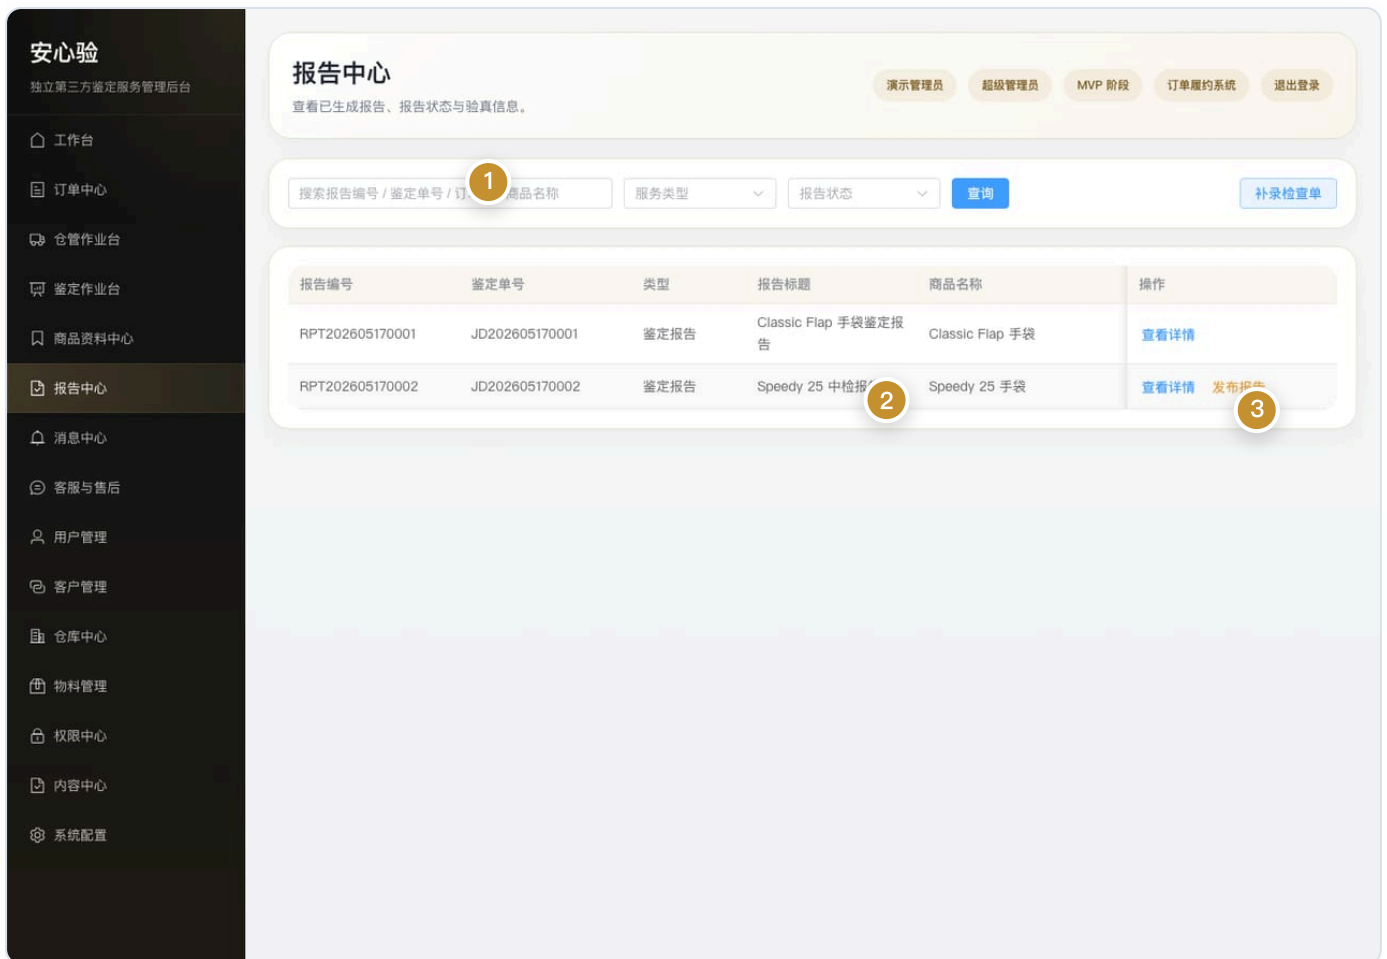 安心验
独立第三方鉴定服务管理后台
工作台
订单中心
仓管作业台
鉴定作业台
商品资料中心
报告中心
消息中心
客服与售后
用户管理
客户管理
仓库中心
物料管理
权限中心
内容中心
系统配置
报告中心
查看已生成报告、报告状态与验真信息。
演示管理员 超级管理员 MVP 阶段 订单履约系统 退出登录
搜索报告编号 / 鉴定单号 / 商品名称 服务类型 报告状态 查询 补录检查单
1
报告编号 鉴定单号 类型 报告标题 商品名称 操作
RPT202605170001 JD202605170001 鉴定报告 Classic Flap 手袋鉴定报 Classic Flap 手袋 查看详情
告
RPT202605170002 JD202605170002 鉴定报告 Speedy 25 中检报 Speedy 25 手袋 查看详情 发布报告
2
3